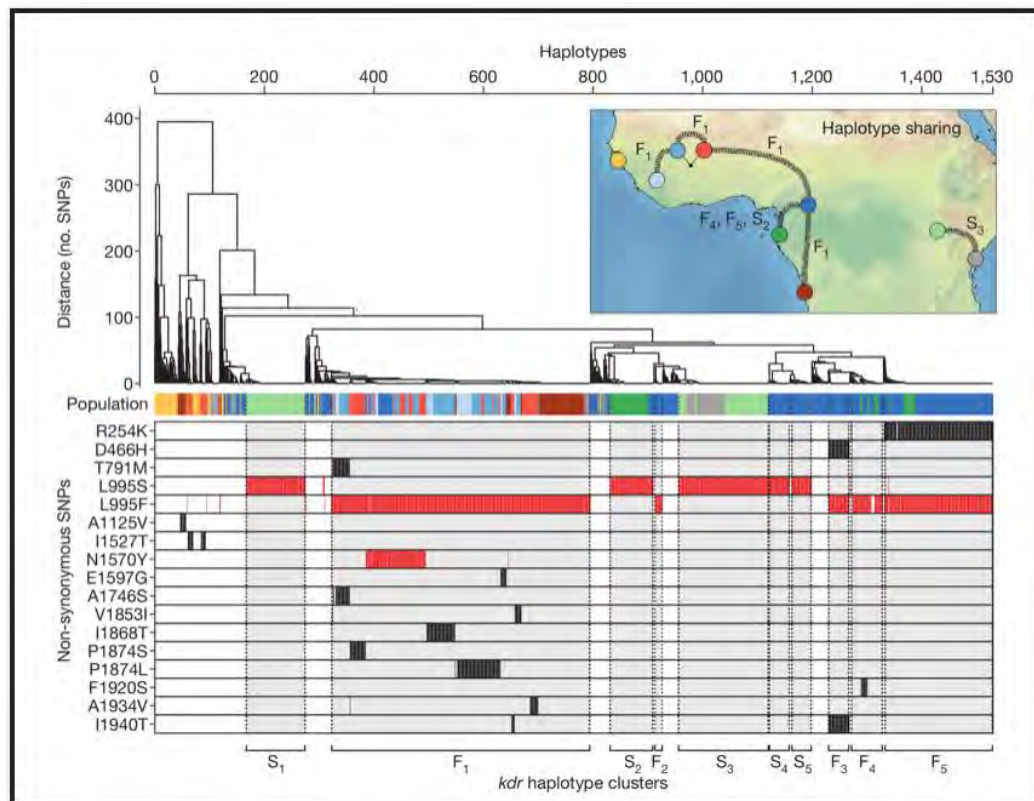 Haplotypes
0 200 400 600 800 1,000 1,200 1,400 1,530
Distance (no. SNPs)
400
300
200
100
0
Haplotype sharing
F1
F1
F1
F4, F5, S2
F1
S3
Population
Non-synonymous SNPs
R254K
D466H
T791M
L995S
L995F
A1125V
I1527T
N1570Y
E1597G
A1746S
V1853I
I1868T
P1874S
P1874L
F1920S
A1934V
I1940T
S1 F1 S2 F2 S3 S4 S5 F3 F4 F5
kdr haplotype clusters